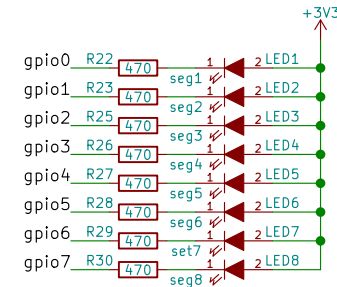 +3V3
gpio0 R22 470 1 2 LED1
seg1
gpio1 R23 470 1 2 LED2
seg2
gpio2 R25 470 1 2 LED3
seg3
gpio3 R26 470 1 2 LED4
seg4
gpio4 R27 470 1 2 LED5
seg5
gpio5 R28 470 1 2 LED6
seg6
gpio6 R29 470 1 2 LED7
set7
gpio7 R30 470 1 2 LED8
seg8